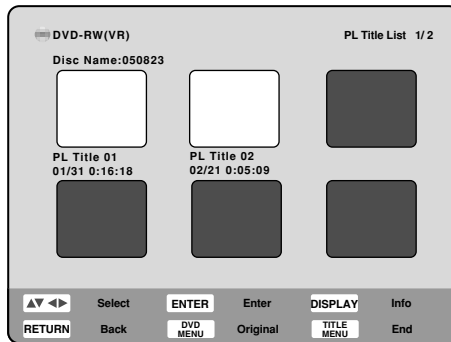 DVD-RW(VR) PL Title List 1/2
Disc Name:050823
PL Title 01 PL Title 02
01/31 0:16:18 02/21 0:05:09
Select ENTER Enter DISPLAY Info
RETURN Back DVD MENU Original TITLE MENU End